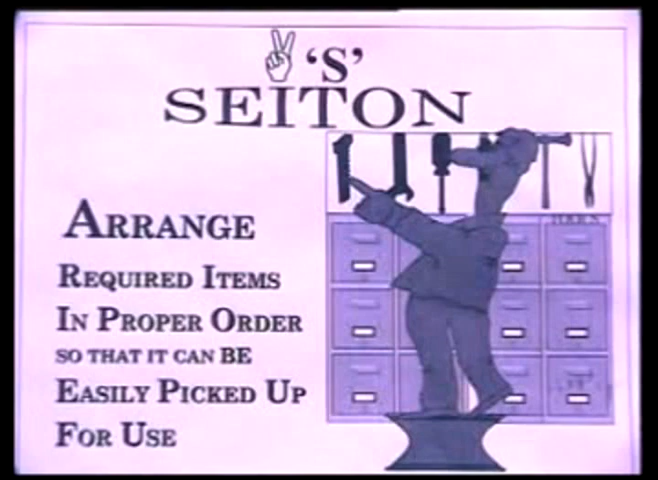 'S'
SEITON
ARRANGE
REQUIRED ITEMS
IN PROPER ORDER
SO THAT IT CAN BE
EASILY PICKED UP
FOR USE